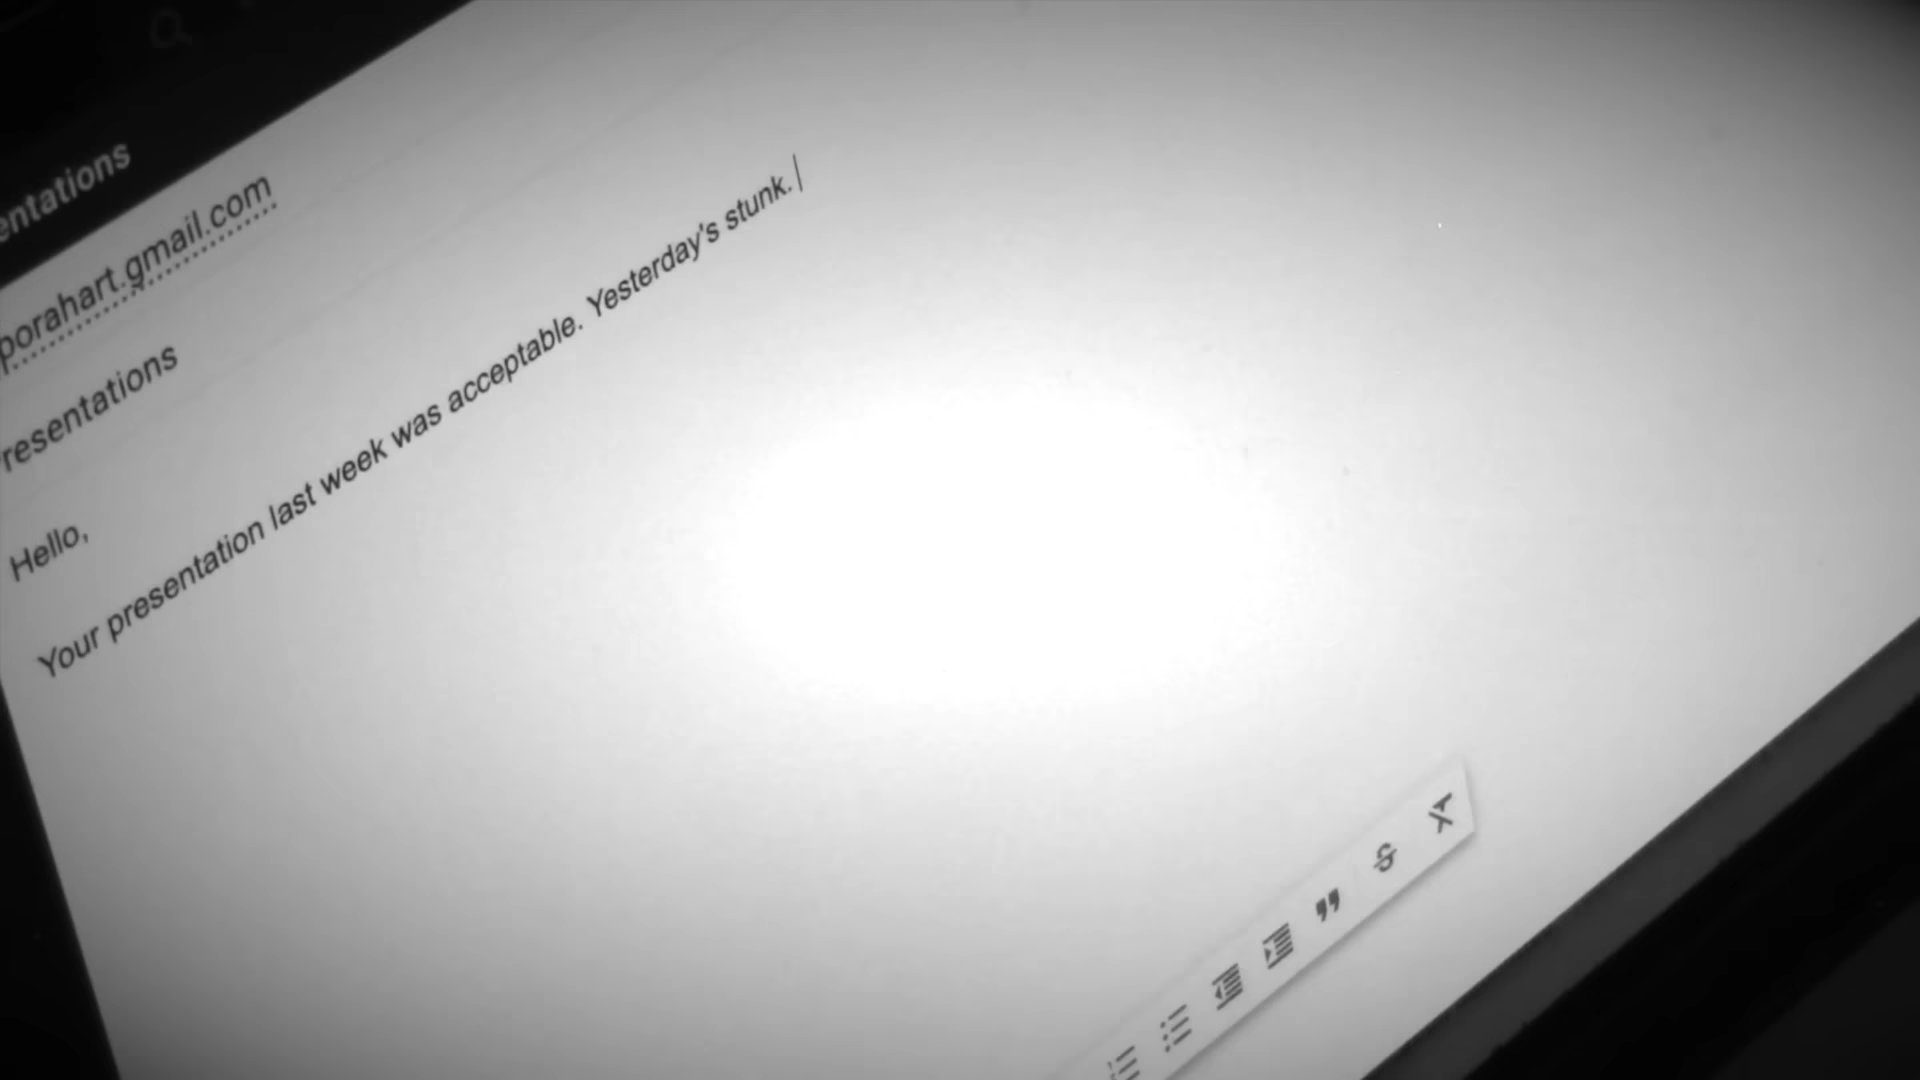 entations
porahart.gmail.com
resentations
Hello,
Your presentation last week was acceptable. Yesterday's stunk.